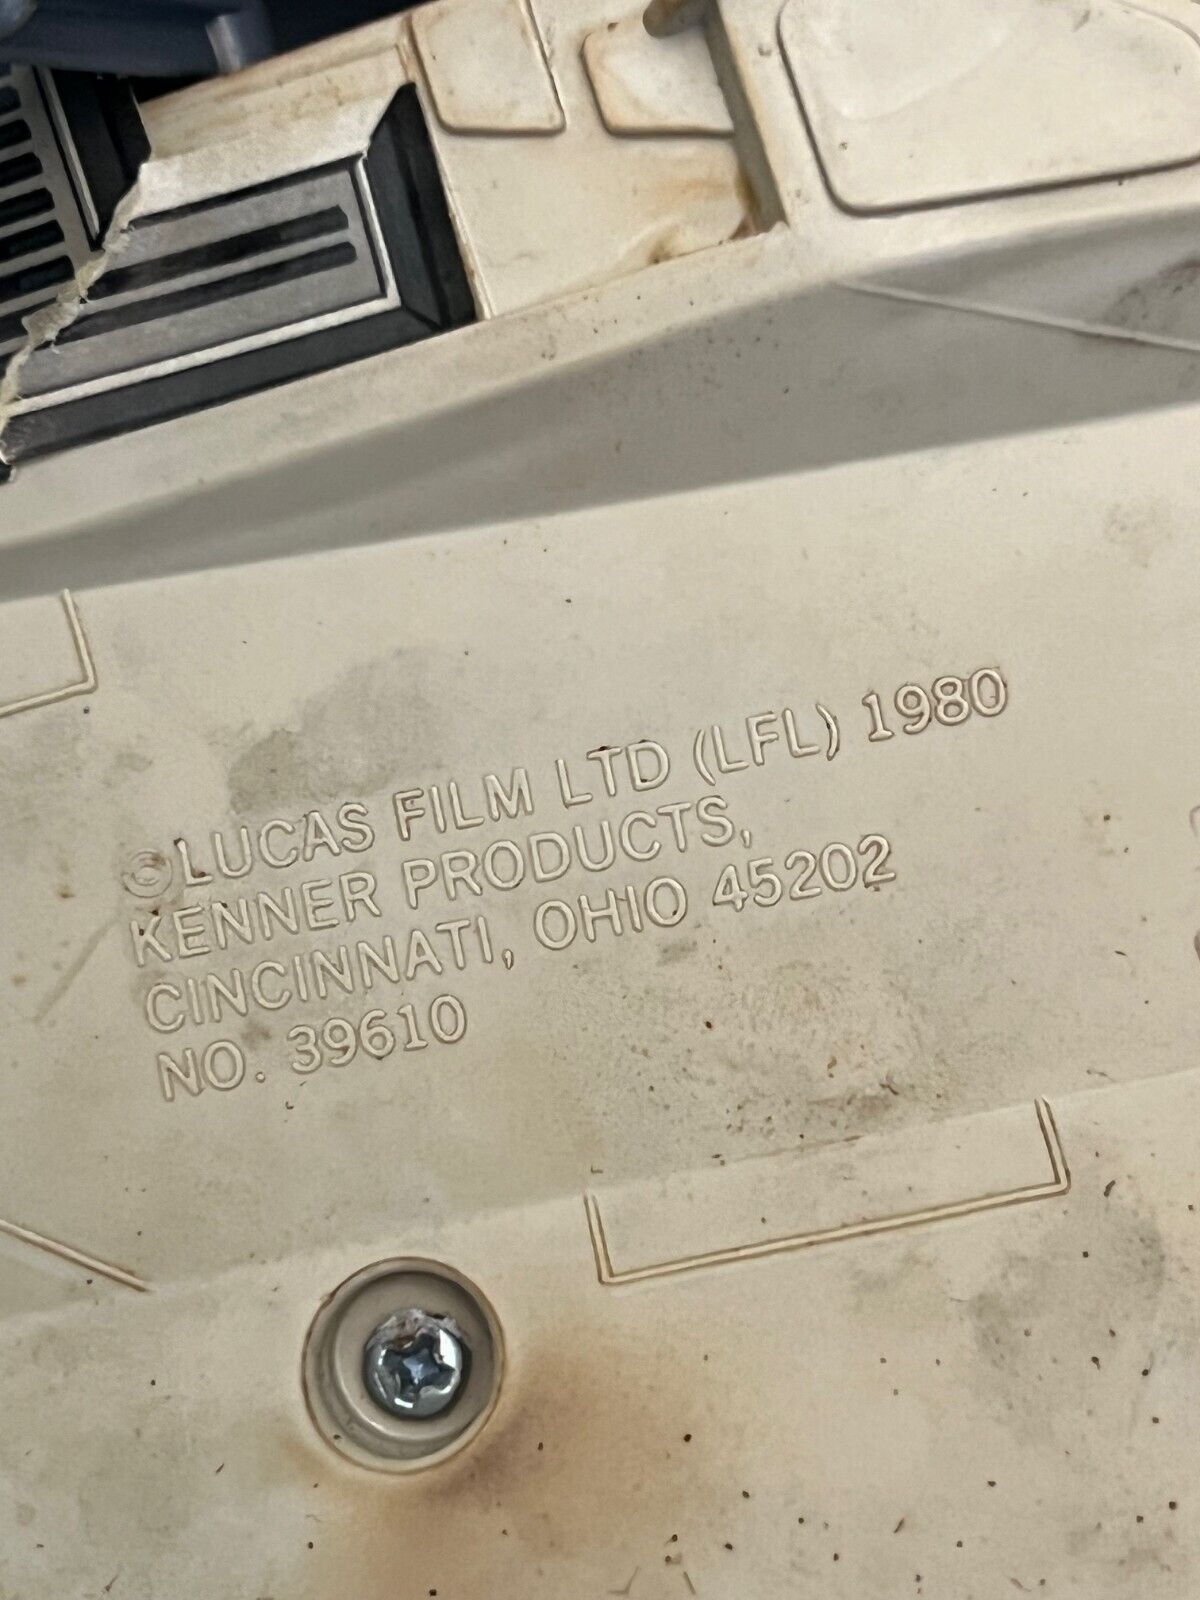 ©LUCAS FILM LTD (LFL) 1980
KENNER PRODUCTS,
CINCINNATI, OHIO 45202
NO. 39610